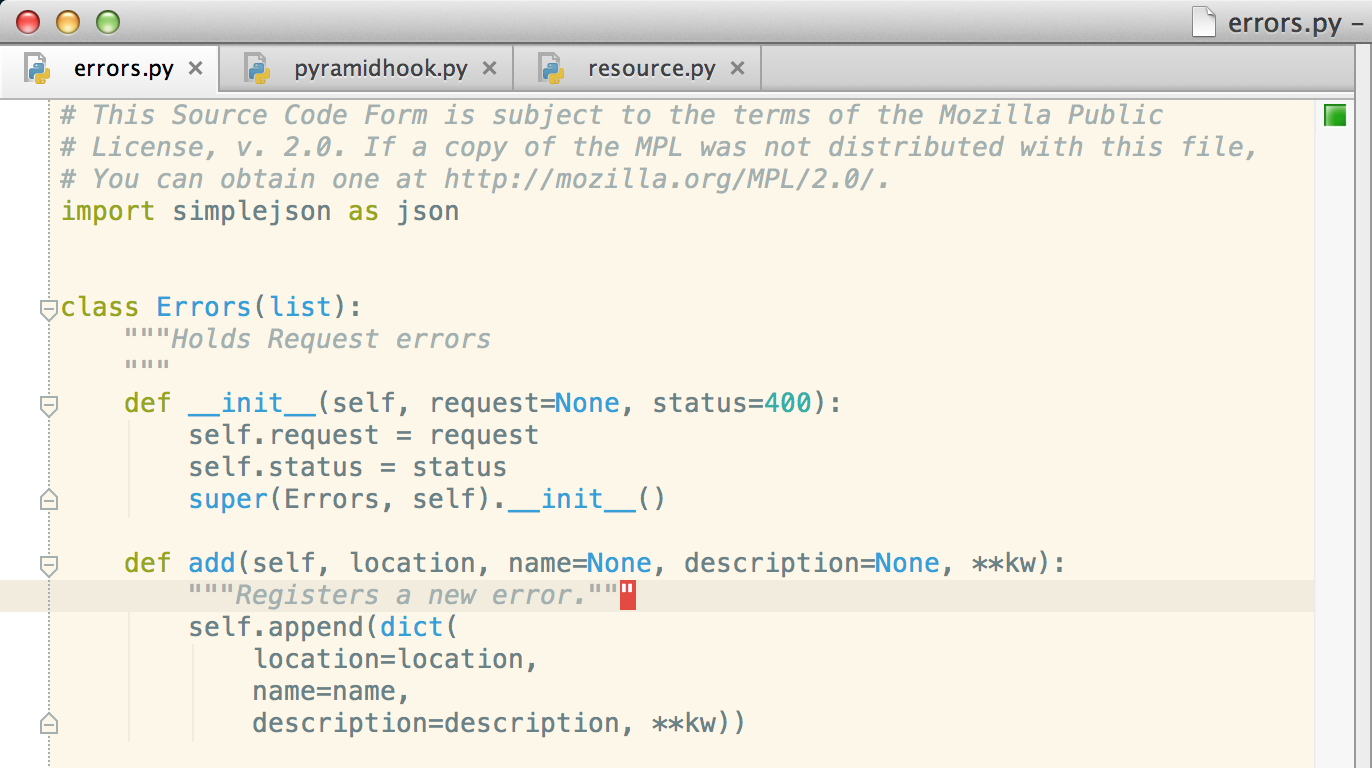 errors.py –
errors.py × pyramidhook.py × resource.py ×
# This Source Code Form is subject to the terms of the Mozilla Public
# License, v. 2.0. If a copy of the MPL was not distributed with this file,
# You can obtain one at http://mozilla.org/MPL/2.0/.
import simplejson as json


class Errors(list):
    """Holds Request errors
    """
    def __init__(self, request=None, status=400):
        self.request = request
        self.status = status
        super(Errors, self).__init__()

    def add(self, location, name=None, description=None, **kw):
        """Registers a new error."""
        self.append(dict(
            location=location,
            name=name,
            description=description, **kw))